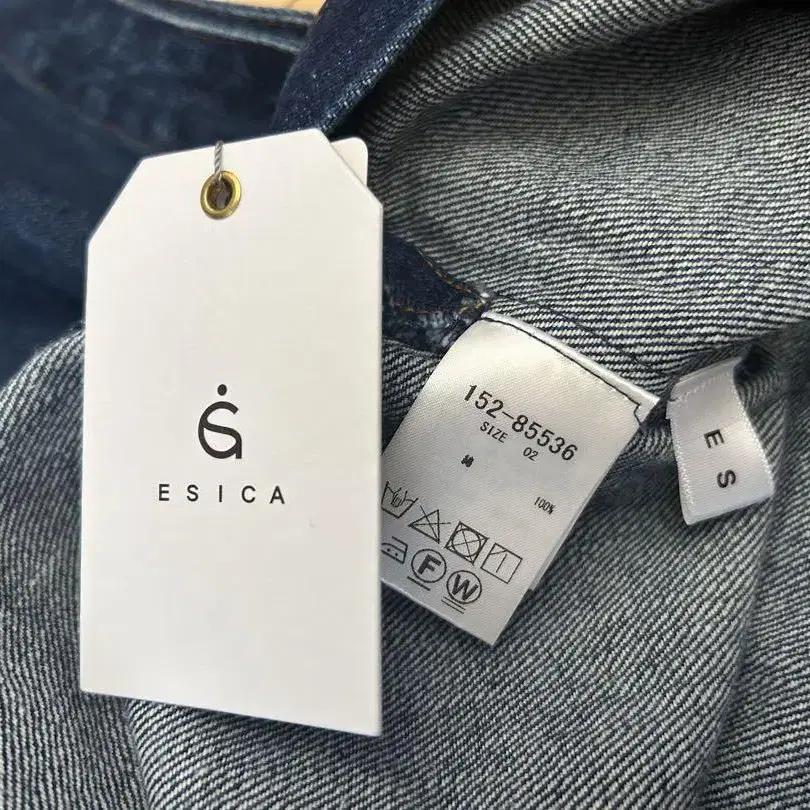 ESICA
152-85536
SIZE 02
M
100%
F W
ES